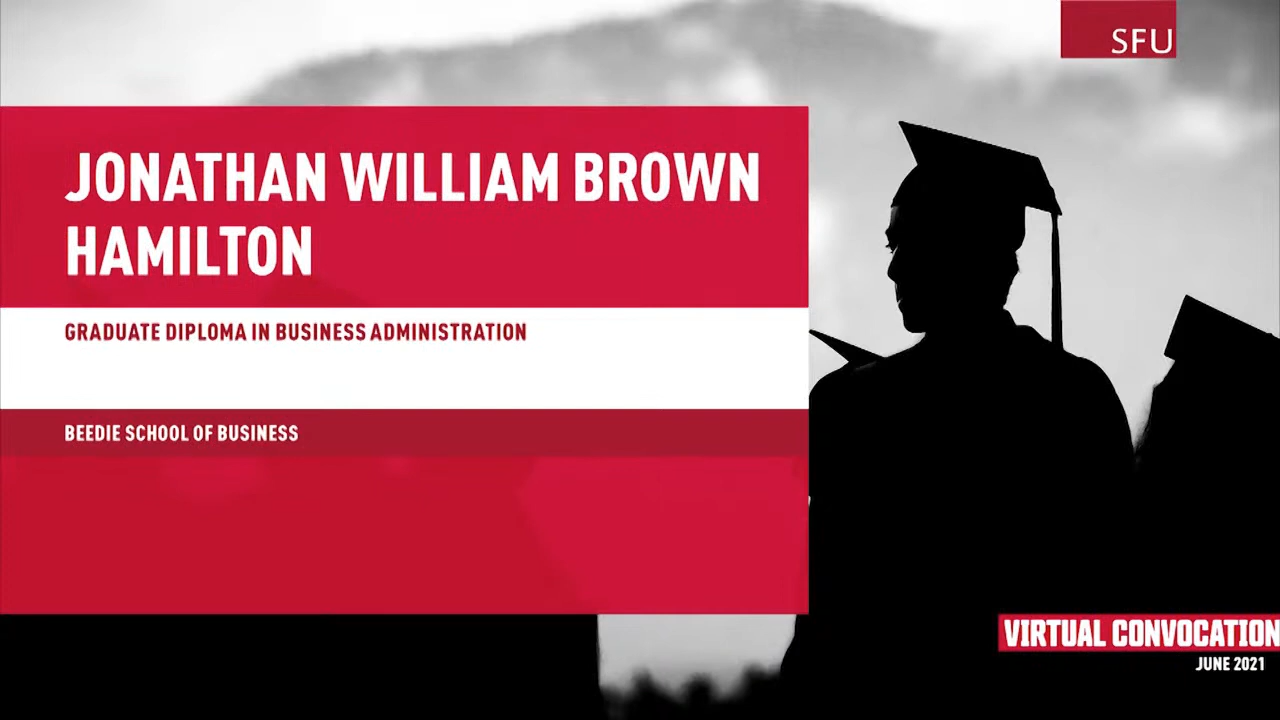 SFU
JONATHAN WILLIAM BROWN
HAMILTON
GRADUATE DIPLOMA IN BUSINESS ADMINISTRATION
BEEDIE SCHOOL OF BUSINESS
VIRTUAL CONVOCATION
JUNE 2021